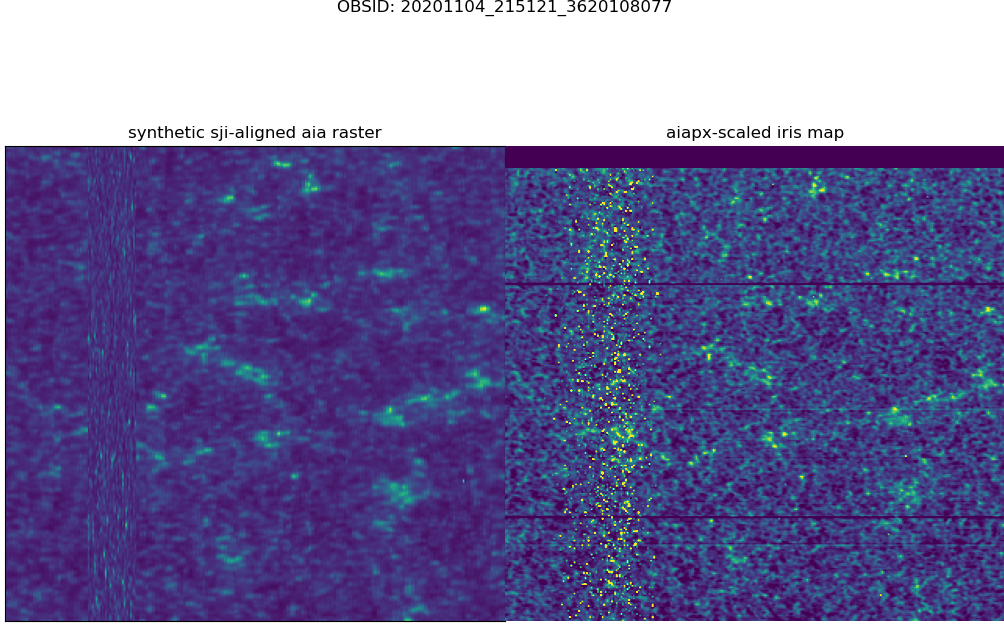 OBSID: 20201104_215121_3620108077
synthetic sji-aligned aia raster
aiapx-scaled iris map